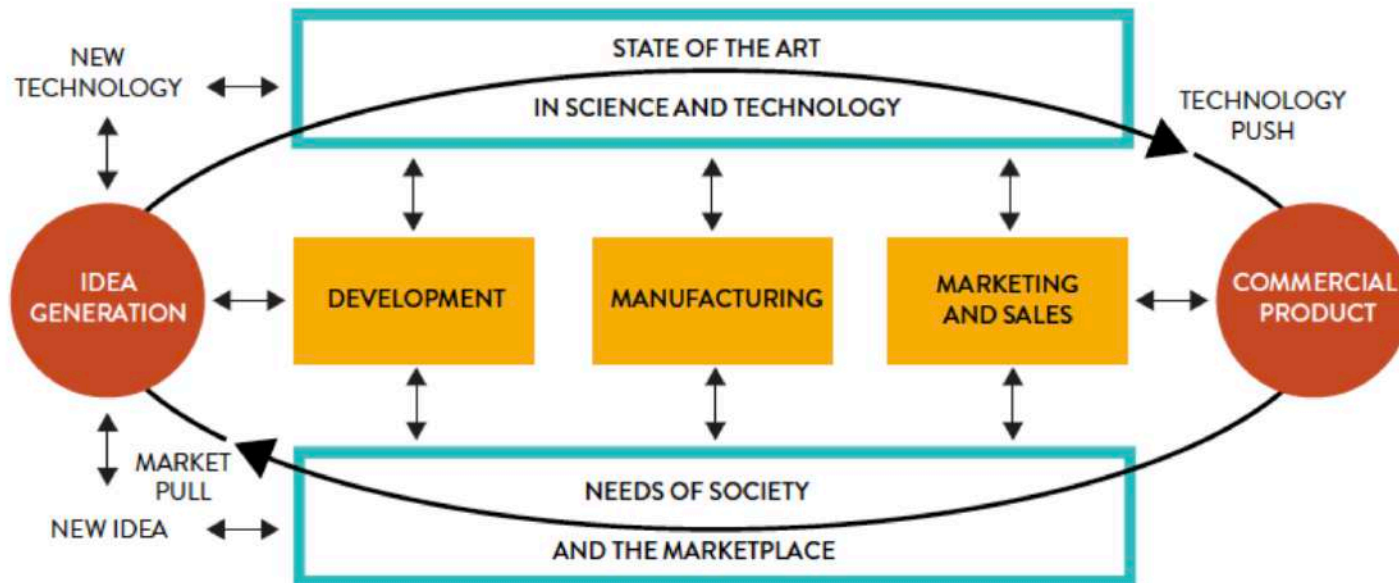 NEW
TECHNOLOGY
STATE OF THE ART
IN SCIENCE AND TECHNOLOGY
TECHNOLOGY
PUSH
IDEA
GENERATION
DEVELOPMENT
MANUFACTURING
MARKETING
AND SALES
COMMERCIAL
PRODUCT
MARKET
PULL
NEW IDEA
NEEDS OF SOCIETY
AND THE MARKETPLACE